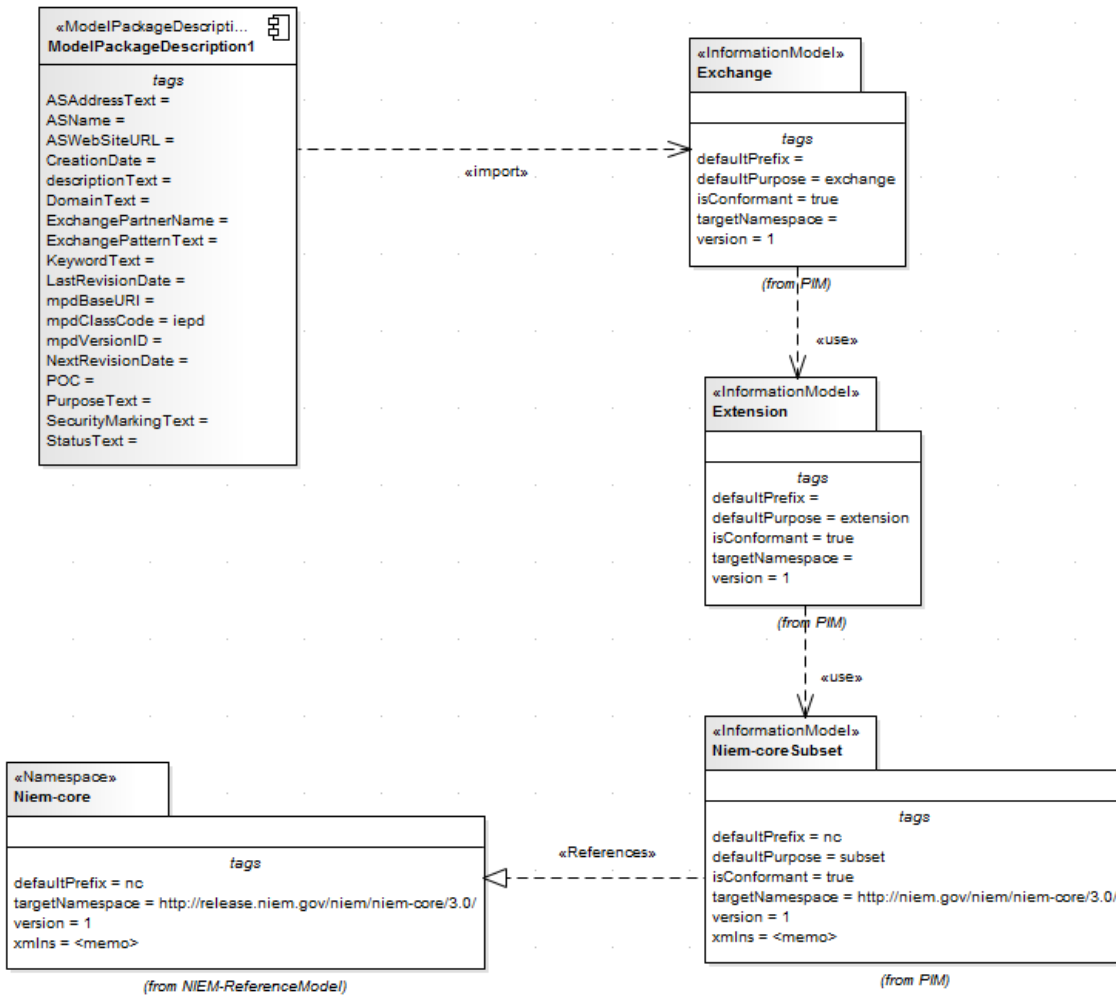 «ModelPackageDescripti...
ModelPackageDescription1
tags
ASAddressText =
ASName =
ASWebSiteURL =
CreationDate =
descriptionText =
DomainText =
ExchangePartnerName =
ExchangePatternText =
KeywordText =
LastRevisionDate =
mpdBaseURI =
mpdClassCode = iepd
mpdVersionID =
NextRevisionDate =
POC =
PurposeText =
SecurityMarkingText =
StatusText =
«import»
«InformationModel»
Exchange
tags
defaultPrefix =
defaultPurpose = exchange
isConformant = true
targetNamespace =
version = 1
(from PIM)
«use»
«InformationModel»
Extension
tags
defaultPrefix =
defaultPurpose = extension
isConformant = true
targetNamespace =
version = 1
(from PIM)
«use»
«InformationModel»
Niem-coreSubset
tags
defaultPrefix = nc
defaultPurpose = subset
isConformant = true
targetNamespace = http://niem.gov/niem/niem-core/3.0/
version = 1
xmlns = <memo>
(from PIM)
«References»
«Namespace»
Niem-core
tags
defaultPrefix = nc
targetNamespace = http://release.niem.gov/niem/niem-core/3.0/
version = 1
xmlns = <memo>
(from NIEM-ReferenceModel)